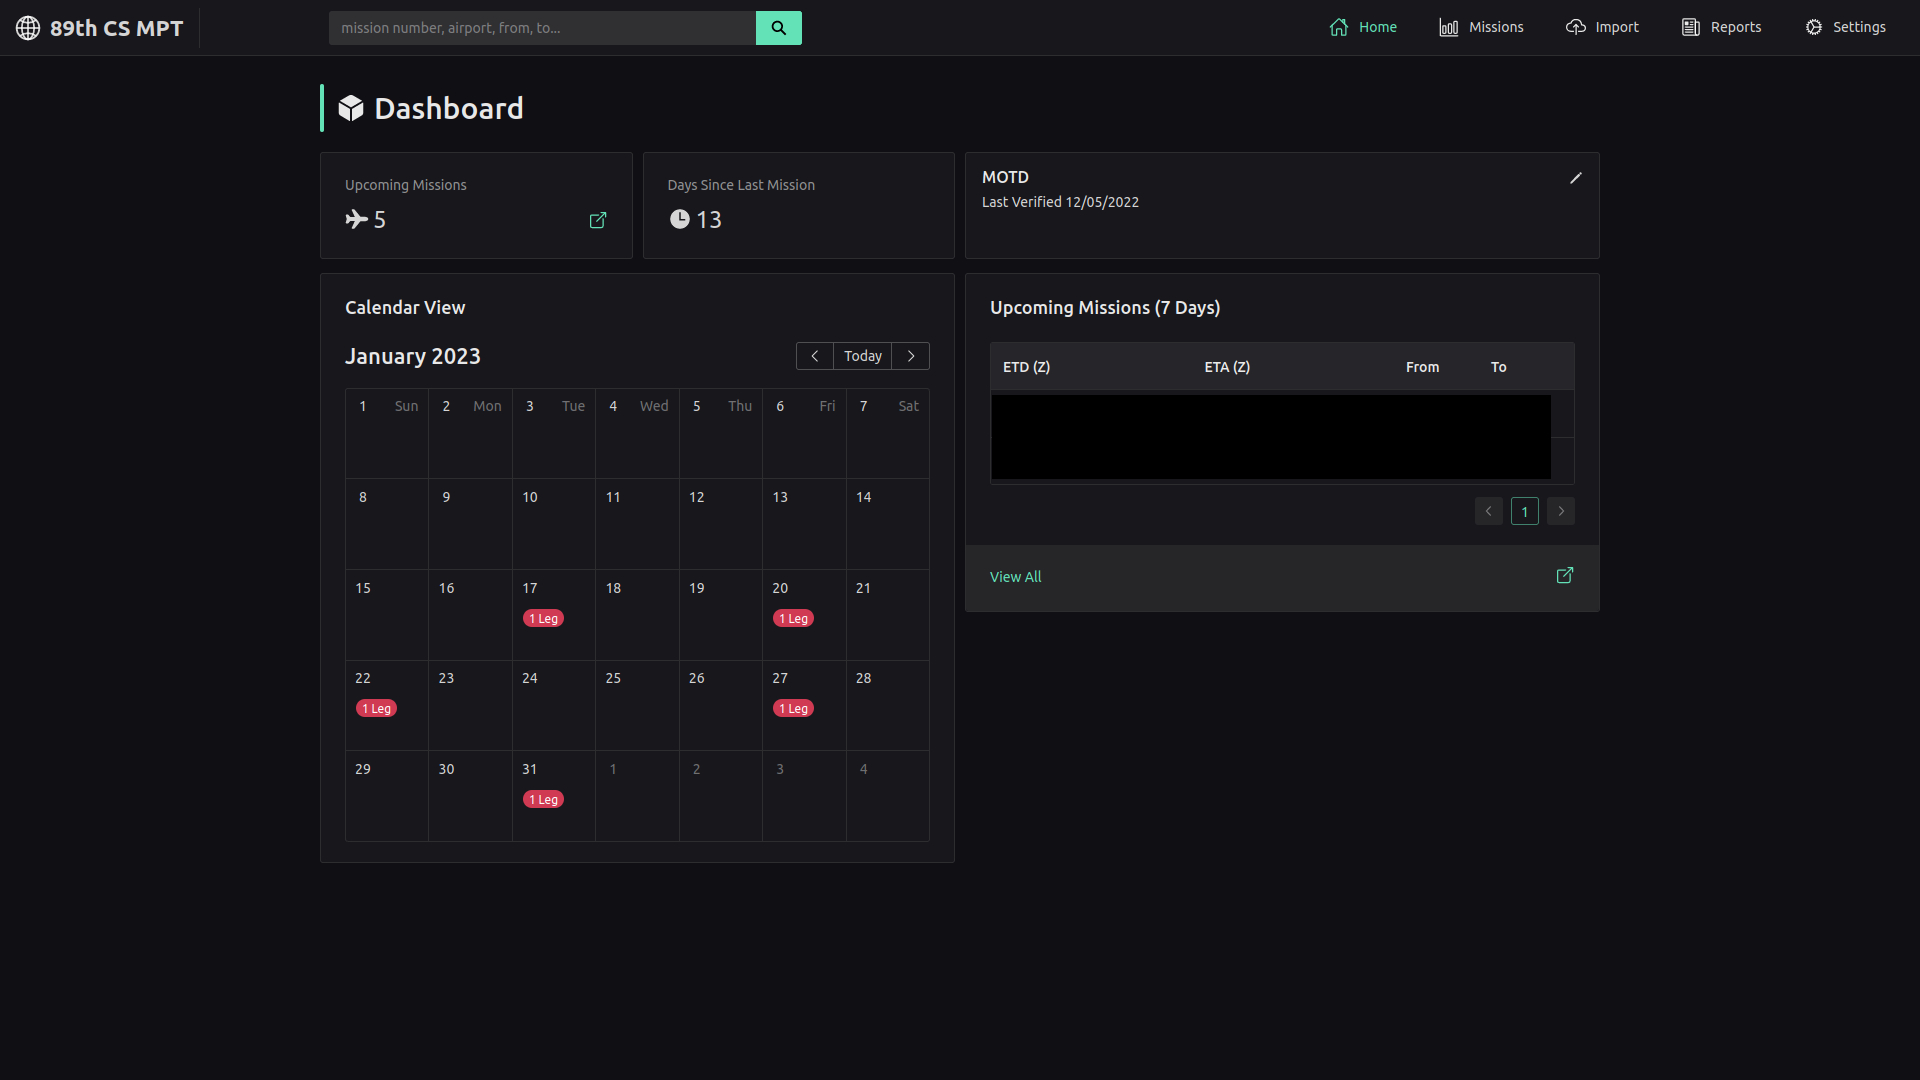 89th CS MPT
mission number, airport, from, to...
Home
Missions
Import
Reports
Settings
Dashboard
Upcoming Missions
5
Days Since Last Mission
13
MOTD
Last Verified 12/05/2022
Calendar View
January 2023
Today
1 Sun 2 Mon 3 Tue 4 Wed 5 Thu 6 Fri 7 Sat
8 9 10 11 12 13 14
15 16 17 18 19 20 21
1 Leg 1 Leg
22 23 24 25 26 27 28
1 Leg 1 Leg
29 30 31 1 2 3 4
1 Leg
Upcoming Missions (7 Days)
ETD (Z) ETA (Z) From To
1
View All